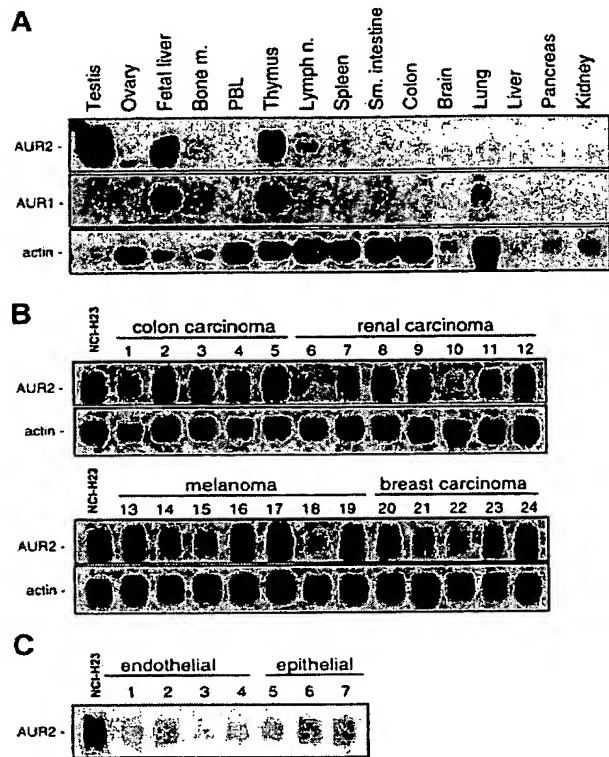 A
Testis Ovary Fetal liver Bone m. PBL Thymus Lymph n. Spleen Sm. intestine Colon Brain Lung Liver Pancreas Kidney
AUR2 -
AUR1 -
actin -
B
NCI-H23 colon carcinoma renal carcinoma
1 2 3 4 5 6 7 8 9 10 11 12
AUR2 -
actin -
NCI-H23 melanoma breast carcinoma
13 14 15 16 17 18 19 20 21 22 23 24
AUR2 -
actin -
C
NCI-H23 endothelial epithelial
1 2 3 4 5 6 7
AUR2 -